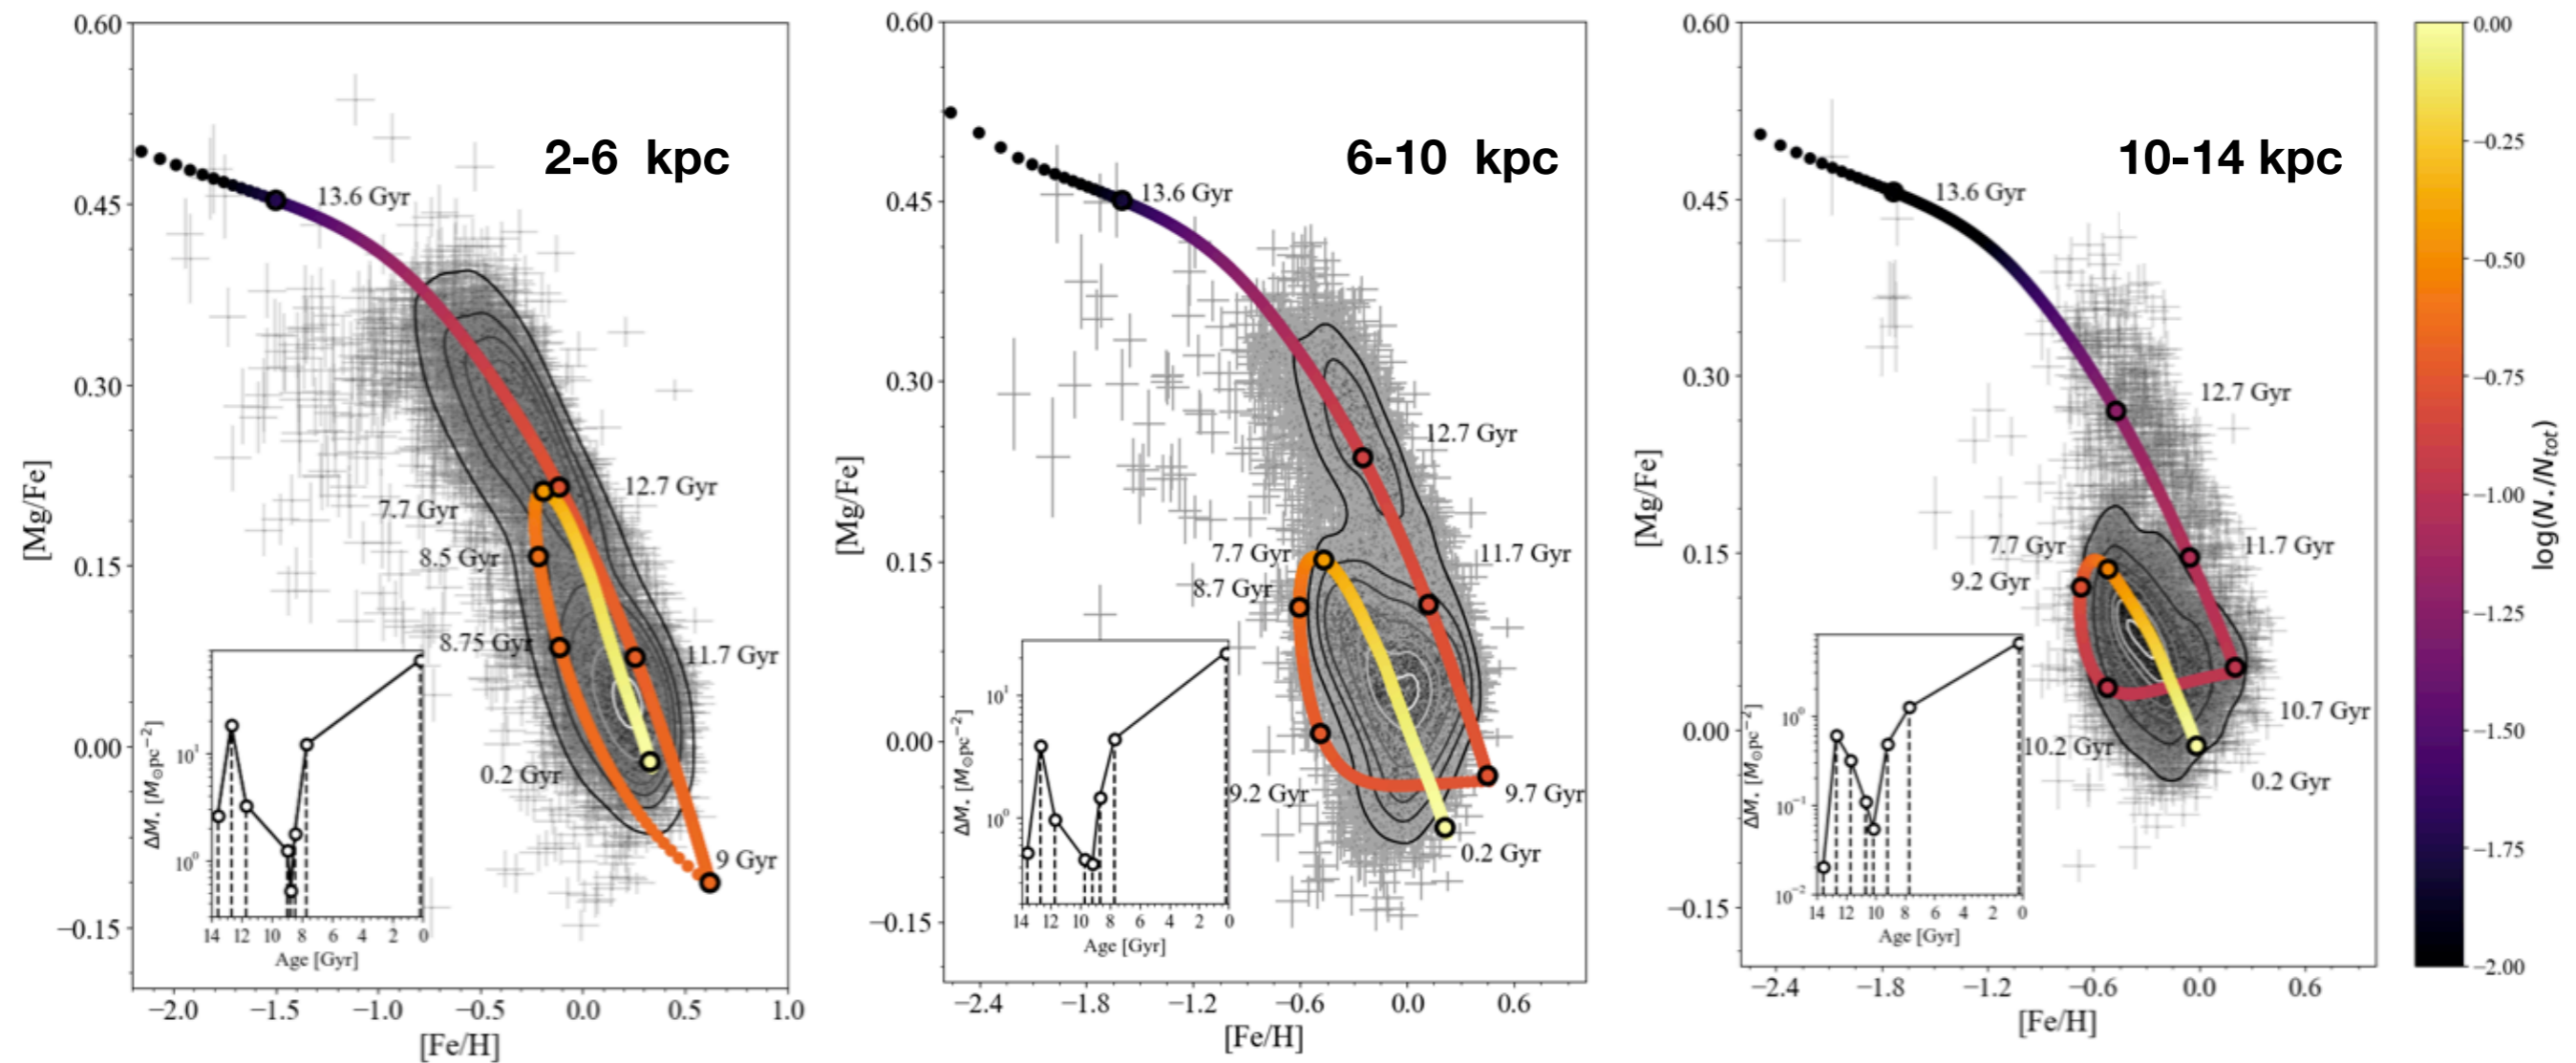 0.60
0.45
0.30
0.15
0.00
−0.15
[Mg/Fe]
2-6 kpc
13.6 Gyr
12.7 Gyr
7.7 Gyr
8.5 Gyr
8.75 Gyr
11.7 Gyr
0.2 Gyr
9 Gyr
ΔM⋆ [M⊙pc⁻²]
10¹
10⁰
14 12 10 8 6 4 2 0
Age [Gyr]
−2.0 −1.5 −1.0 −0.5 0.0 0.5 1.0
[Fe/H]
0.60
0.45
0.30
0.15
0.00
−0.15
[Mg/Fe]
6-10 kpc
13.6 Gyr
12.7 Gyr
7.7 Gyr
11.7 Gyr
8.7 Gyr
9.2 Gyr
9.7 Gyr
0.2 Gyr
ΔM⋆ [M⊙pc⁻²]
10¹
10⁰
14 12 10 8 6 4 2 0
Age [Gyr]
−2.4 −1.8 −1.2 −0.6 0.0 0.6
[Fe/H]
0.60
0.45
0.30
0.15
0.00
−0.15
[Mg/Fe]
10-14 kpc
13.6 Gyr
12.7 Gyr
7.7 Gyr
11.7 Gyr
9.2 Gyr
10.7 Gyr
10.2 Gyr
0.2 Gyr
ΔM⋆ [M⊙pc⁻²]
10⁰
10⁻¹
10⁻²
14 12 10 8 6 4 2 0
Age [Gyr]
−2.4 −1.8 −1.2 −0.6 0.0 0.6
[Fe/H]
0.00
−0.25
−0.50
−0.75
−1.00
−1.25
−1.50
−1.75
−2.00
log(N⋆/Ntot)